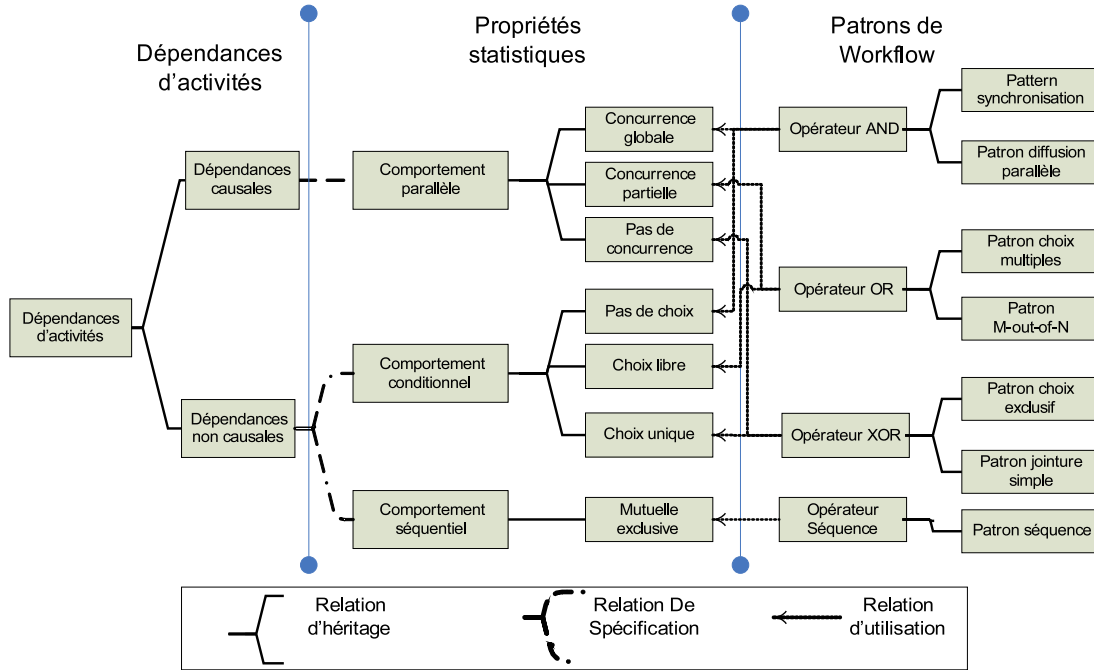 Dépendances
d'activités
Propriétés
statistiques
Patrons de
Workflow
Dépendances
d'activités
Dépendances
causales
Dépendances
non causales
Comportement
parallèle
Comportement
conditionnel
Comportement
séquentiel
Concurrence
globale
Concurrence
partielle
Pas de
concurrence
Pas de choix
Choix libre
Choix unique
Mutuelle
exclusive
Opérateur AND
Opérateur OR
Opérateur XOR
Opérateur
Séquence
Pattern
synchronisation
Patron diffusion
parallèle
Patron choix
multiples
Patron
M-out-of-N
Patron choix
exclusif
Patron jointure
simple
Patron séquence
Relation
d'héritage
Relation De
Spécification
Relation
d'utilisation